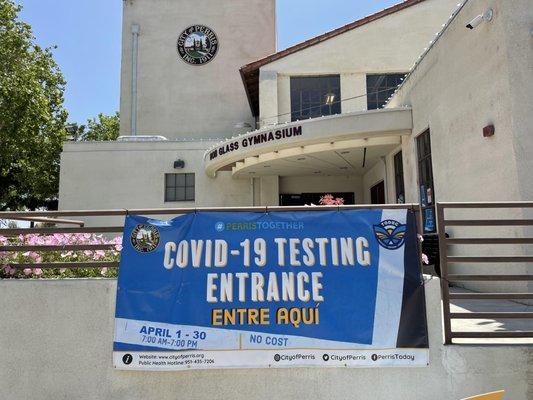 CITY OF PERRIS
INC. 1911
BOB GLASS GYMNASIUM
#PERRISTOGETHER
COVID-19 TESTING
ENTRANCE
ENTRE AQUÍ
APRIL 1 - 30
7:00 AM-7:00 PM
NO COST
Website: www.cityofperris.org
Public Health Hotline: 951-435-7206
@CityofPerris @CityofPerris PerrisToday